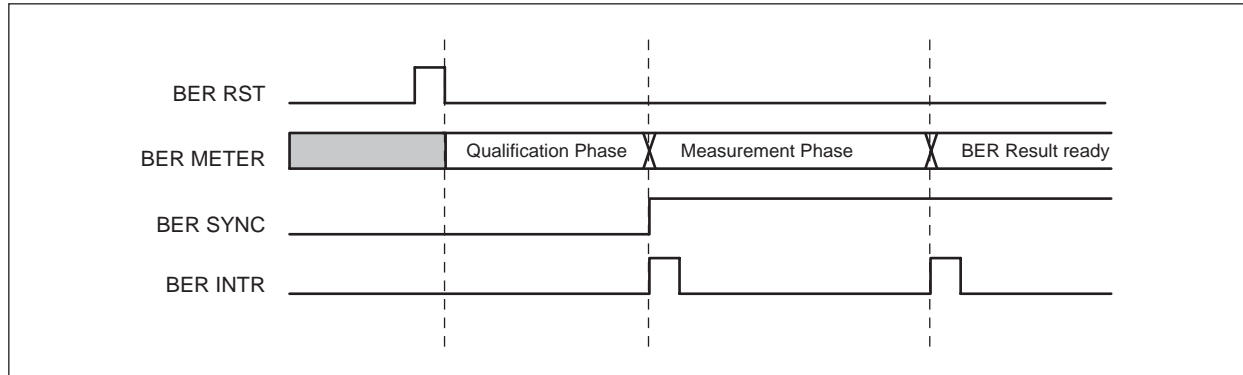 BER RST
BER METER
Qualification Phase
Measurement Phase
BER Result ready
BER SYNC
BER INTR